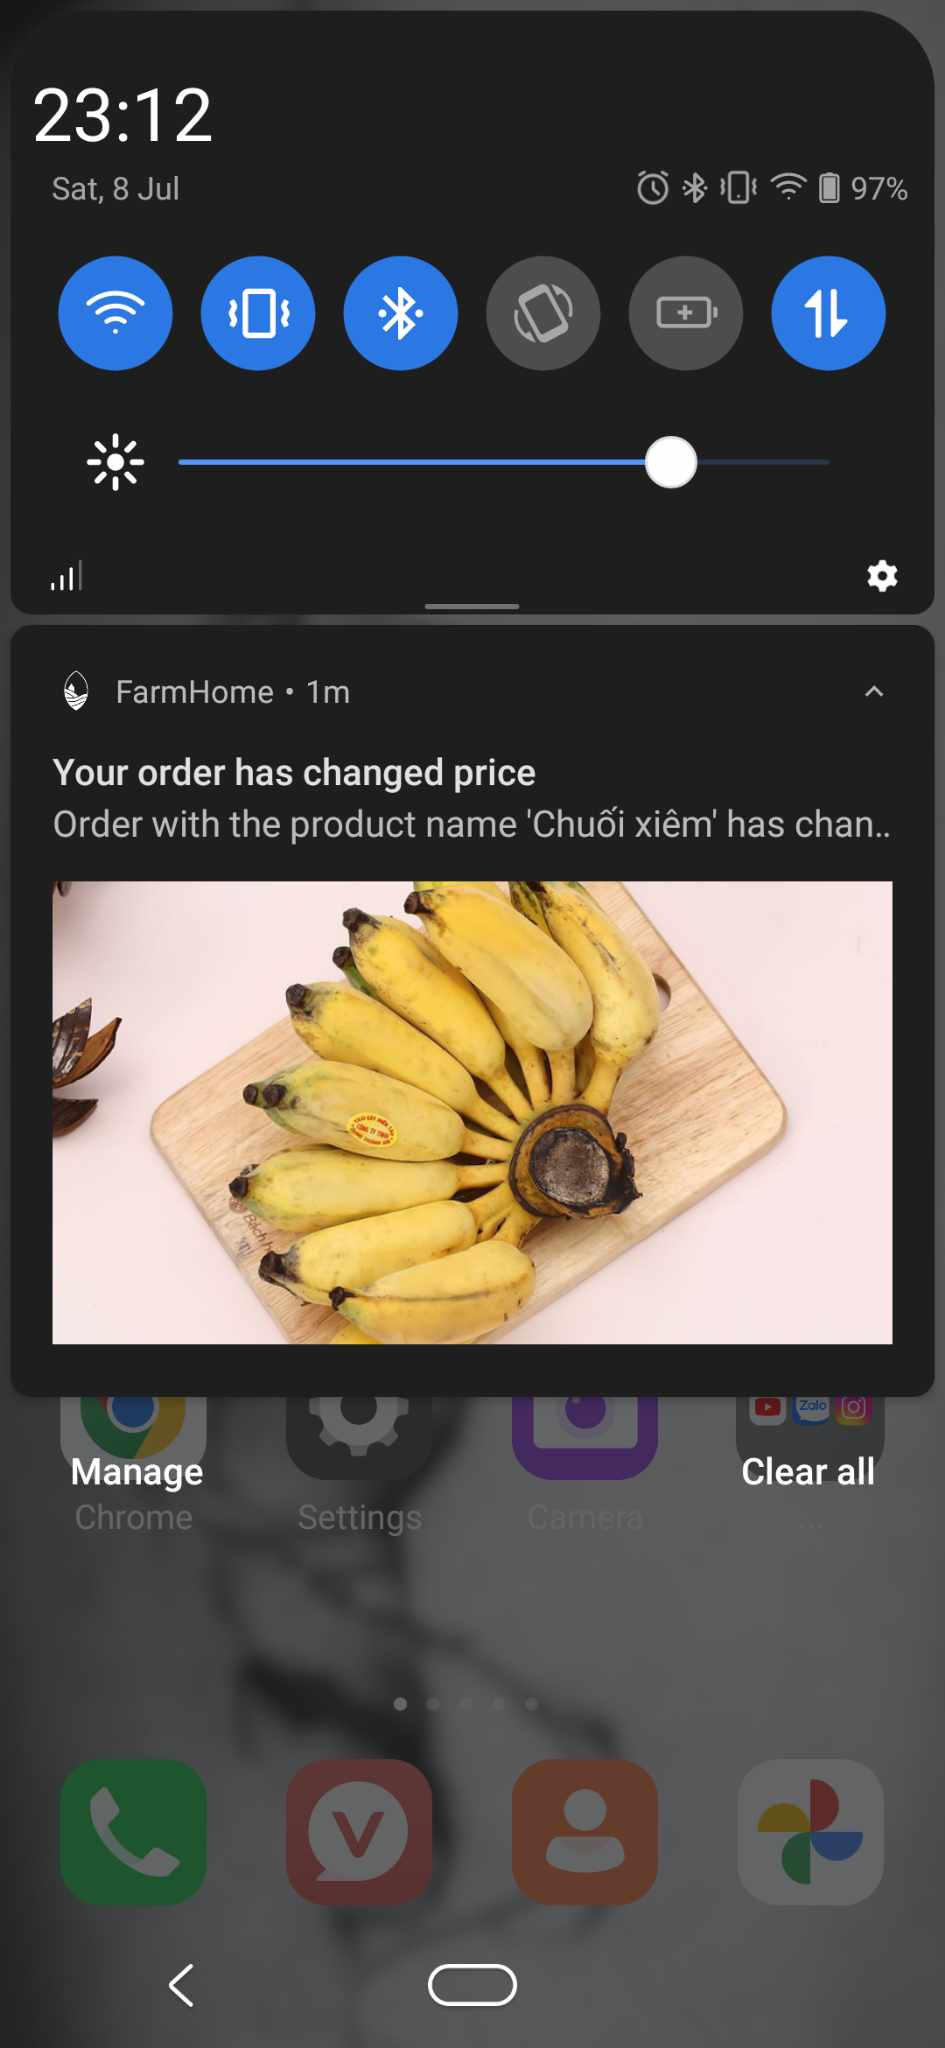 23:12
Sat, 8 Jul
97%
FarmHome • 1m
Your order has changed price
Order with the product name 'Chuối xiêm' has chan..
Zalo
Manage
Clear all
Chrome
Settings
Camera
...